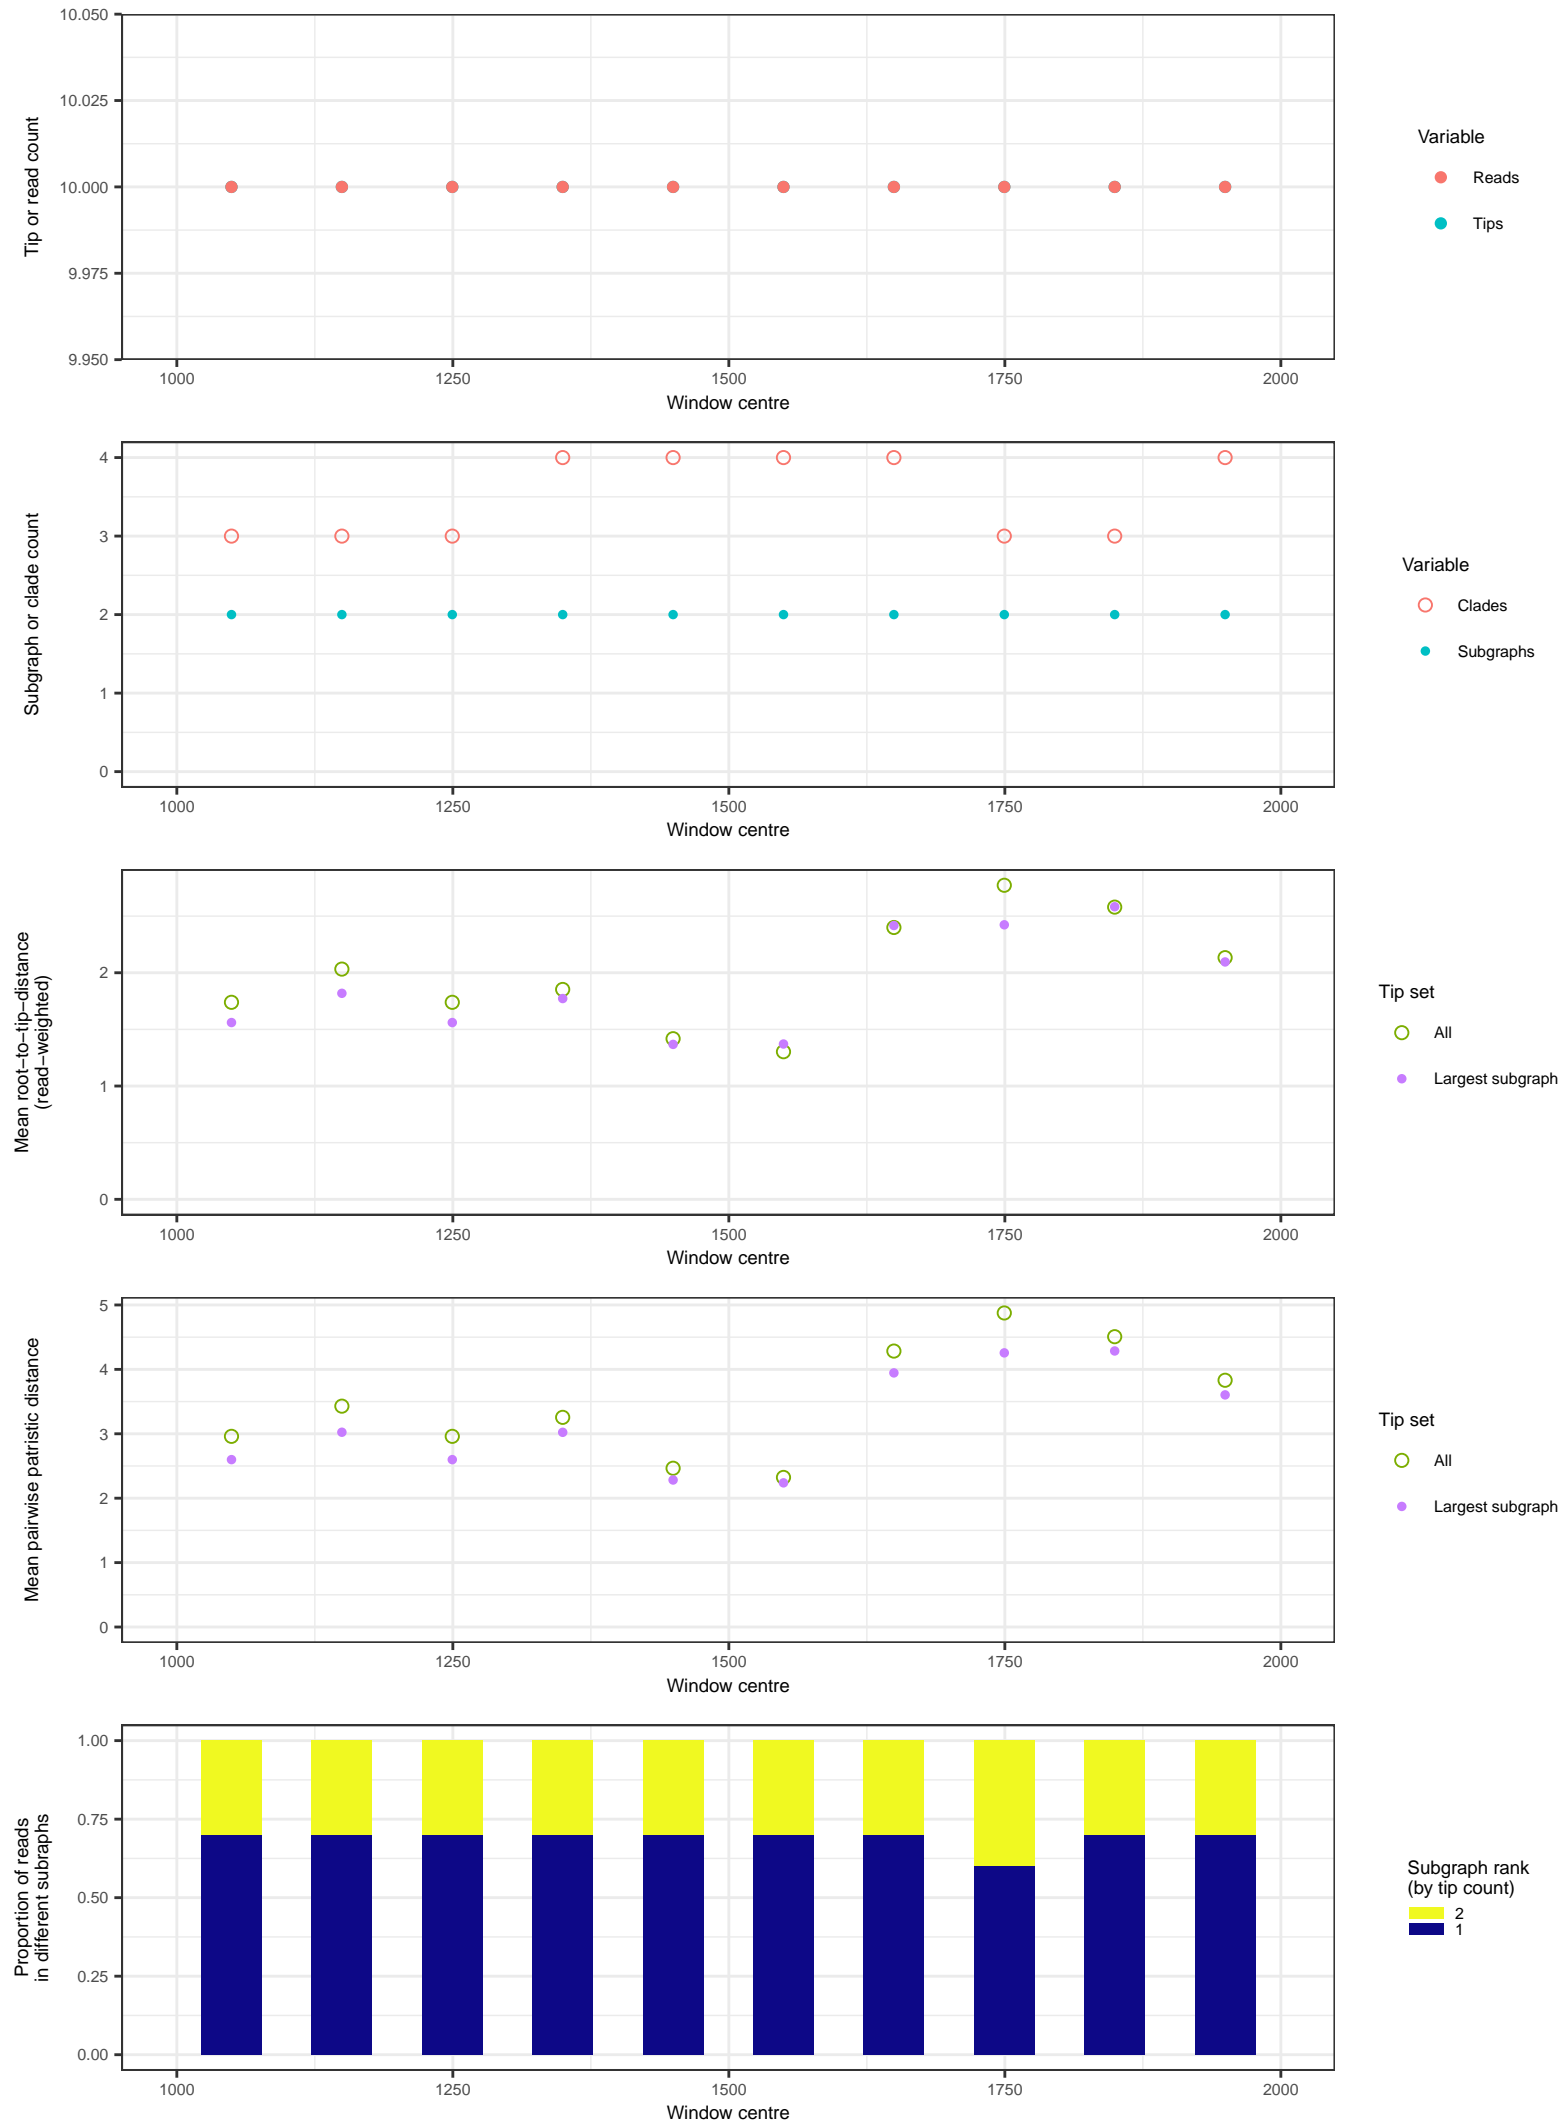 10.050
10.025
10.000
9.975
9.950
Tip or read count
1000 1250 1500 1750 2000
Window centre
Variable
Reads
Tips
4
3
2
1
0
Subgraph or clade count
1000 1250 1500 1750 2000
Window centre
Variable
Clades
Subgraphs
2
1
0
Mean root−to−tip−distance
(read−weighted)
1000 1250 1500 1750 2000
Window centre
Tip set
All
Largest subgraph
5
4
3
2
1
0
Mean pairwise patristic distance
1000 1250 1500 1750 2000
Window centre
Tip set
All
Largest subgraph
1.00
0.75
0.50
0.25
0.00
Proportion of reads
in different subraphs
1000 1250 1500 1750 2000
Window centre
Subgraph rank
(by tip count)
2
1